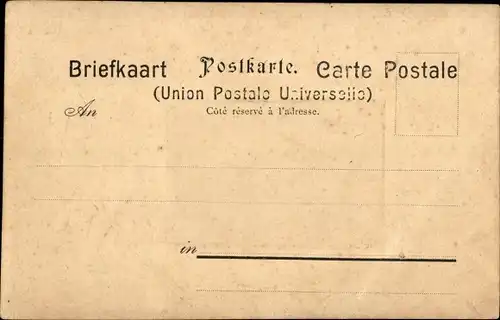 Briefkaart Postkarte. Carte Postale
(Union Postale Universelle)
Côté réservé à l'adresse.
An
in